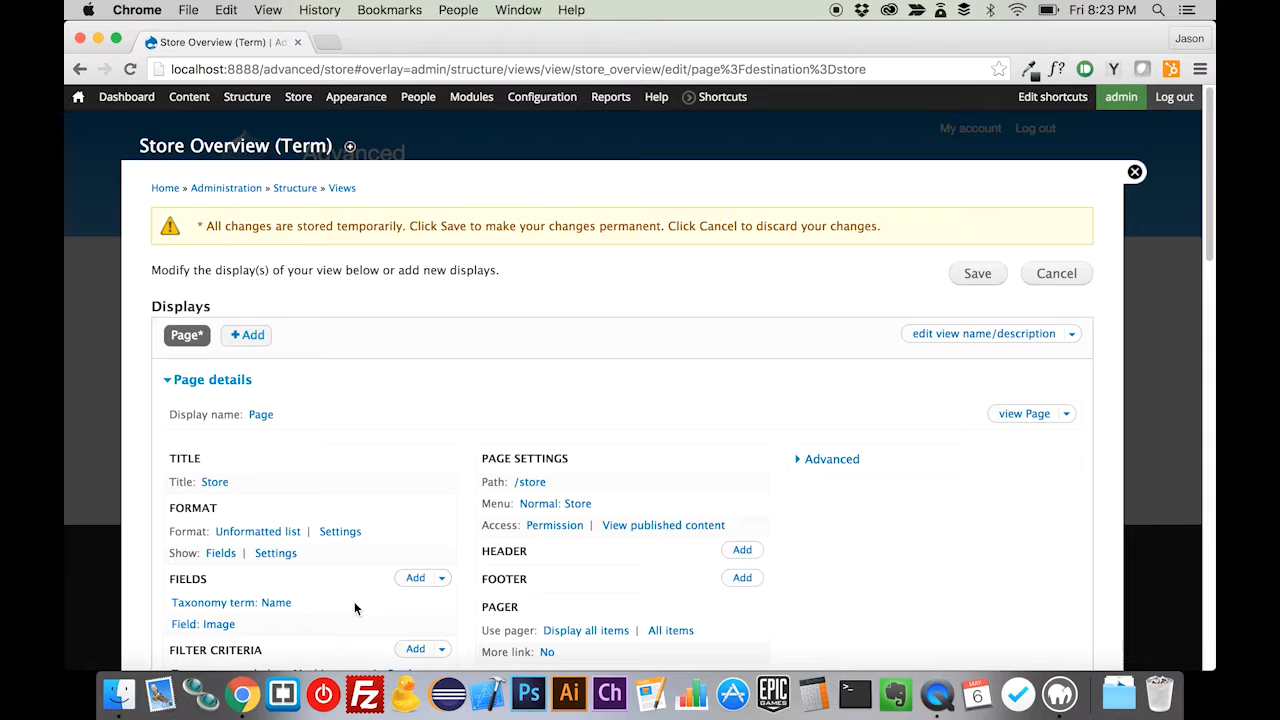 Chrome File Edit View History Bookmarks People Window Help Fri 8:23 PM
Store Overview (Term) | Ad Jason
localhost:8888/advanced/store#overlay=admin/structure/views/view/store_overview/edit/page%3Fdestination%3Dstore f? Y
Dashboard Content Structure Store Appearance People Modules Configuration Reports Help Shortcuts Edit shortcuts admin Log out
My account Log out
Store Overview (Term) Advanced
Home » Administration » Structure » Views
* All changes are stored temporarily. Click Save to make your changes permanent. Click Cancel to discard your changes.
Modify the display(s) of your view below or add new displays. Save Cancel
Displays
Page* + Add edit view name/description
Page details
Display name: Page view Page
TITLE
Title: Store
FORMAT
Format: Unformatted list | Settings
Show: Fields | Settings
FIELDS Add
Taxonomy term: Name
Field: Image
FILTER CRITERIA Add
PAGE SETTINGS
Path: /store
Menu: Normal: Store
Access: Permission | View published content
HEADER Add
FOOTER Add
PAGER
Use pager: Display all items | All items
More link: No
Advanced
Fz Ps Ai Ch EPIC GAMES MAY 6